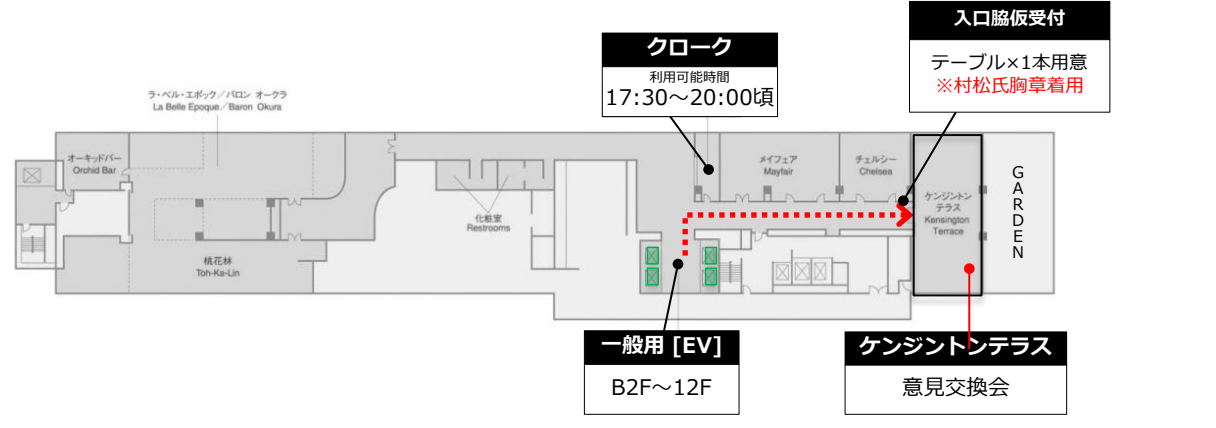 入口脇仮受付
テーブル×1本用意
※村松氏胸章着用
クローク
利用可能時間
17:30～20:00頃
ラ・ベル・エポック／バロン オークラ
La Belle Epoque／Baron Okura
オーキッドバー
Orchid Bar
メイフェア
Mayfair
チェルシー
Chelsea
ケンジントン
テラス
Kensington
Terrace
GARDEN
化粧室
Restrooms
桃花林
Toh-Ka-Lin
一般用 [EV]
B2F～12F
ケンジントンテラス
意見交換会